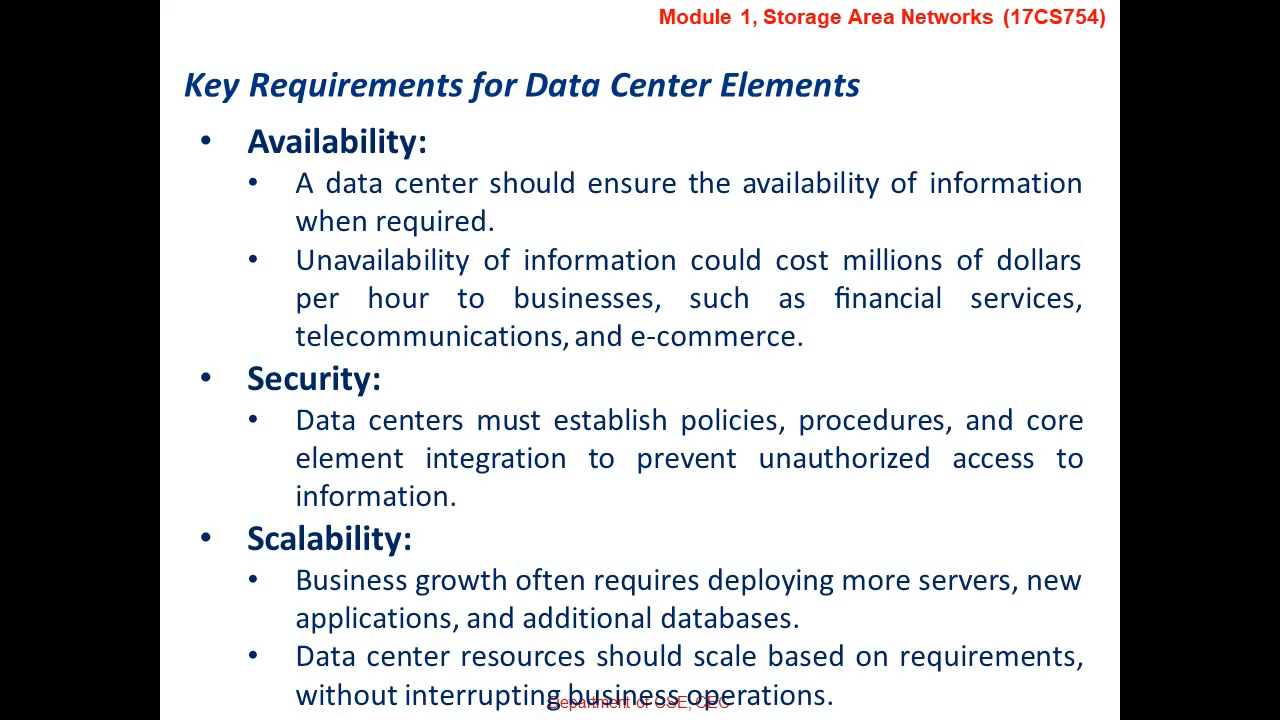 Module 1, Storage Area Networks (17CS754)
Key Requirements for Data Center Elements
• Availability:
• A data center should ensure the availability of information
when required.
• Unavailability of information could cost millions of dollars
per hour to businesses, such as financial services,
telecommunications, and e-commerce.
• Security:
• Data centers must establish policies, procedures, and core
element integration to prevent unauthorized access to
information.
• Scalability:
• Business growth often requires deploying more servers, new
applications, and additional databases.
• Data center resources should scale based on requirements,
without interrupting business operations.
Department of CSE, CEC